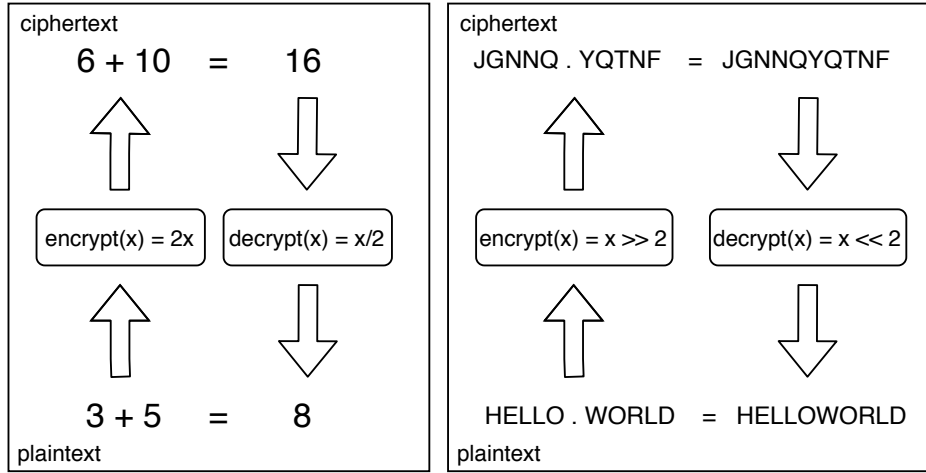 ciphertext
6 + 10 = 16
encrypt(x) = 2x decrypt(x) = x/2
3 + 5 = 8
plaintext
ciphertext
JGNNQ . YQTNF = JGNNQYQTNF
encrypt(x) = x >> 2 decrypt(x) = x << 2
HELLO . WORLD = HELLOWORLD
plaintext